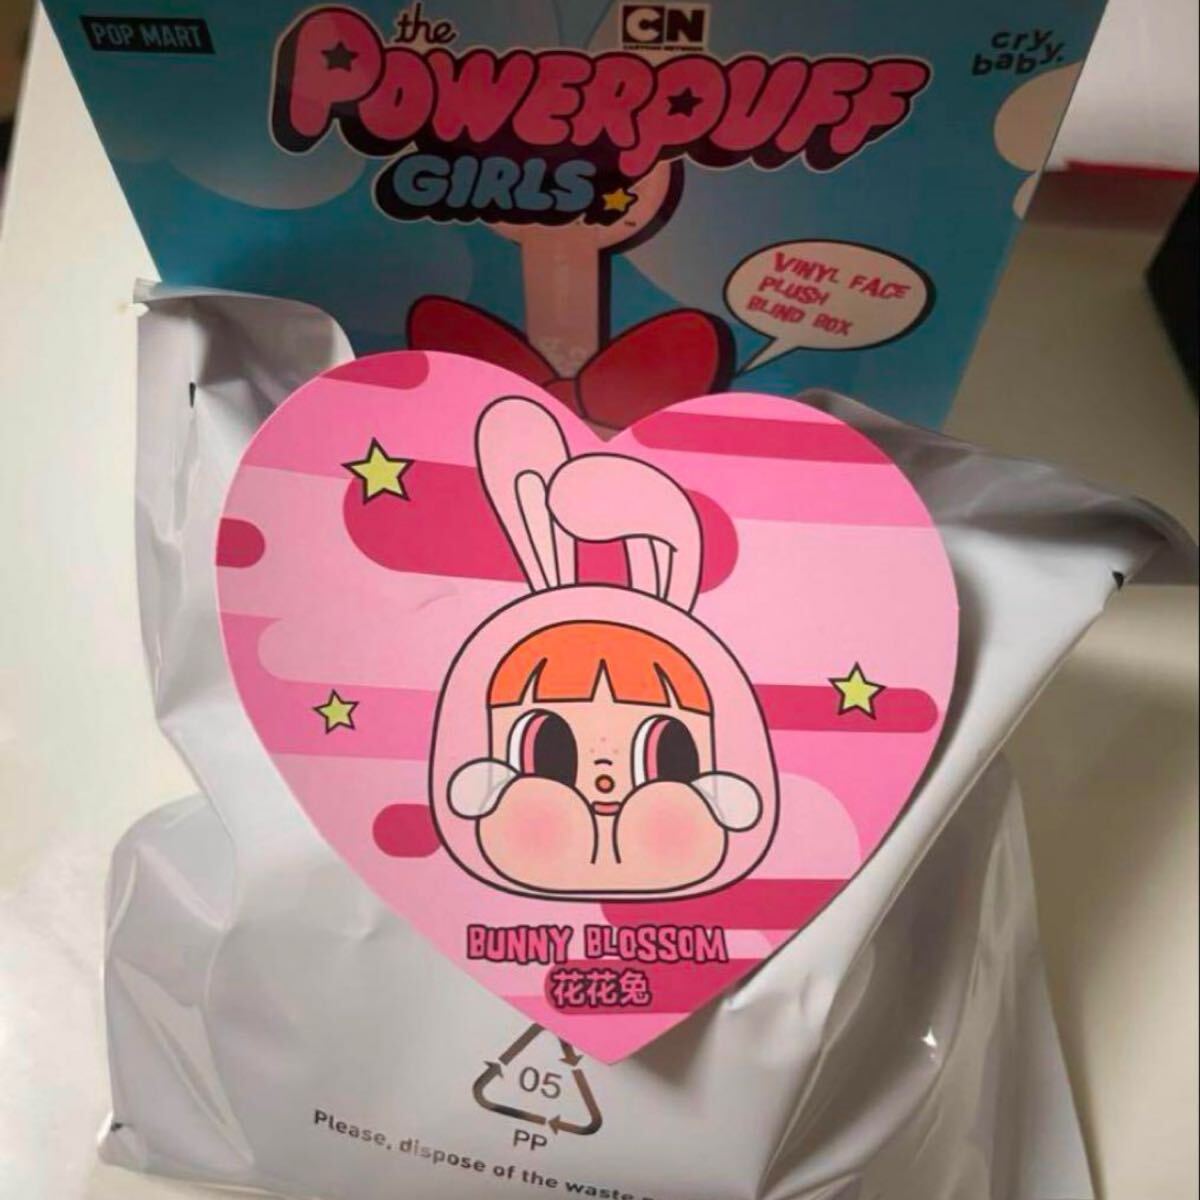 POP MART
the
CN
CARTOON NETWORK
cry
baby.
POWERPUFF
GIRLS
VINYL FACE
PLUSH
BLIND BOX
BUNNY BLOSSOM
花花兔
05
PP
Please, dispose of the waste